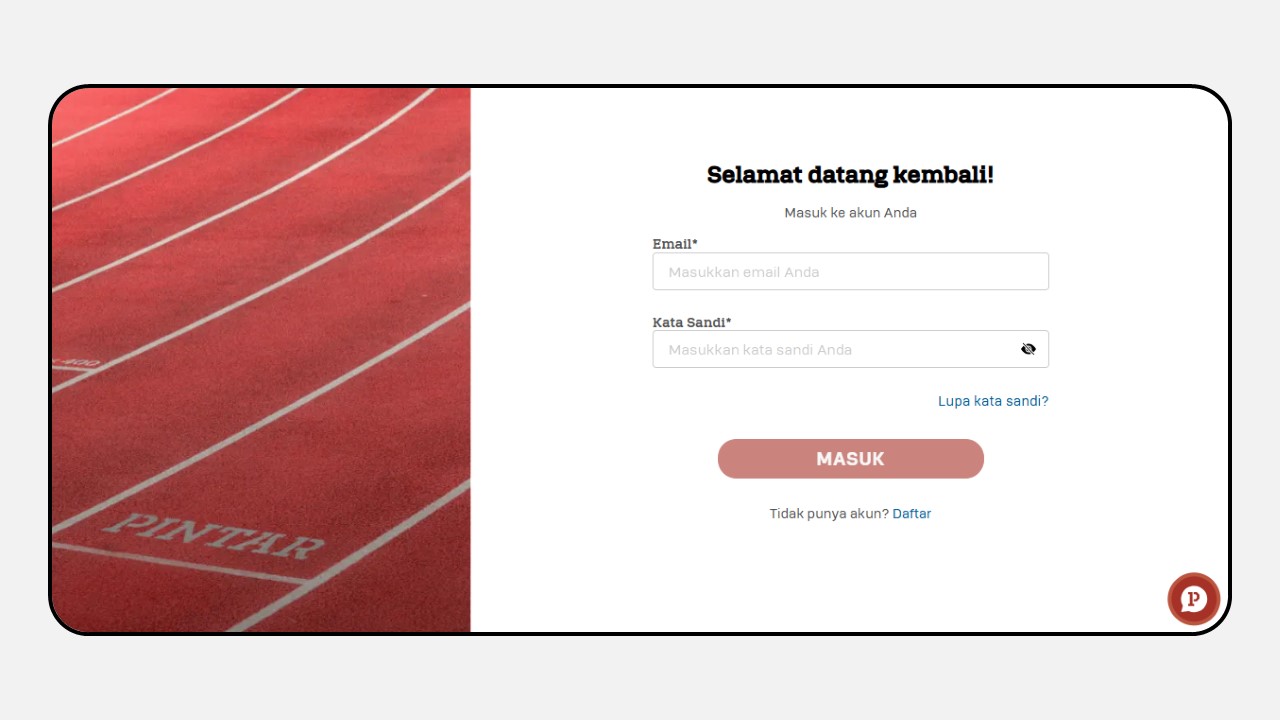 Selamat datang kembali!
Masuk ke akun Anda
Email*
Masukkan email Anda
Kata Sandi*
Masukkan kata sandi Anda
Lupa kata sandi?
MASUK
Tidak punya akun? Daftar
PINTAR
P